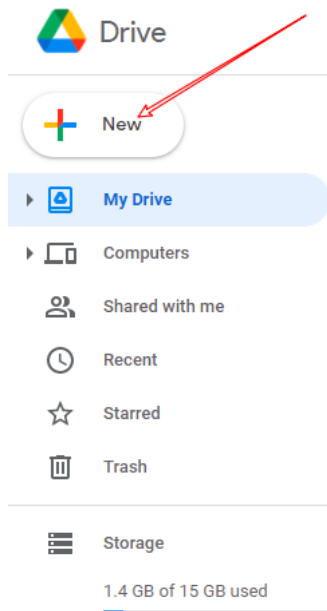 Drive
New
My Drive
Computers
Shared with me
Recent
Starred
Trash
Storage
1.4 GB of 15 GB used